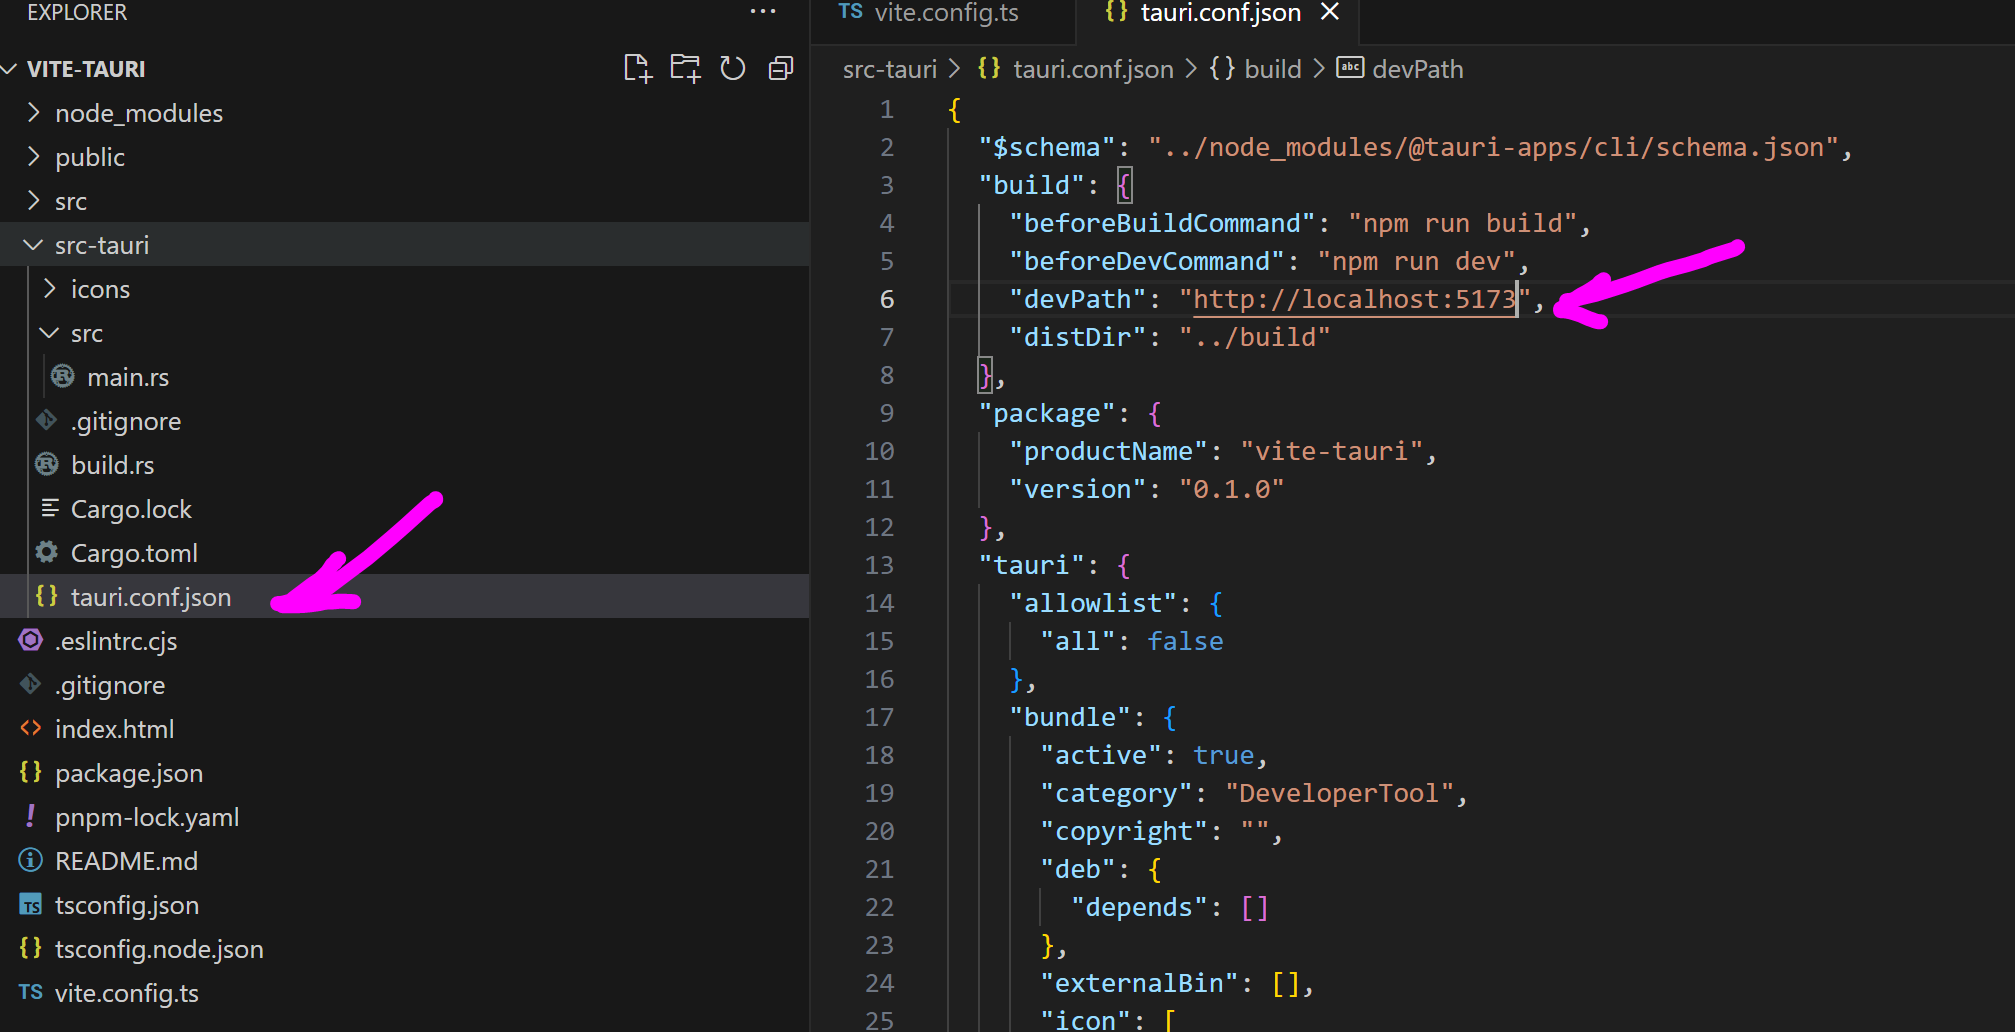 EXPLORER
···
VITE-TAURI
node_modules
public
src
src-tauri
icons
src
main.rs
.gitignore
build.rs
Cargo.lock
Cargo.toml
{} tauri.conf.json
.eslintrc.cjs
.gitignore
<> index.html
{} package.json
! pnpm-lock.yaml
README.md
TS tsconfig.json
{} tsconfig.node.json
TS vite.config.ts
TS vite.config.ts
{} tauri.conf.json ×
src-tauri > {} tauri.conf.json > {} build > abc devPath
1 {
2 "$schema": "../node_modules/@tauri-apps/cli/schema.json",
3 "build": {
4 "beforeBuildCommand": "npm run build",
5 "beforeDevCommand": "npm run dev",
6 "devPath": "http://localhost:5173",
7 "distDir": "../build"
8 },
9 "package": {
10 "productName": "vite-tauri",
11 "version": "0.1.0"
12 },
13 "tauri": {
14 "allowlist": {
15 "all": false
16 },
17 "bundle": {
18 "active": true,
19 "category": "DeveloperTool",
20 "copyright": "",
21 "deb": {
22 "depends": []
23 },
24 "externalBin": [],
25 "icon": [